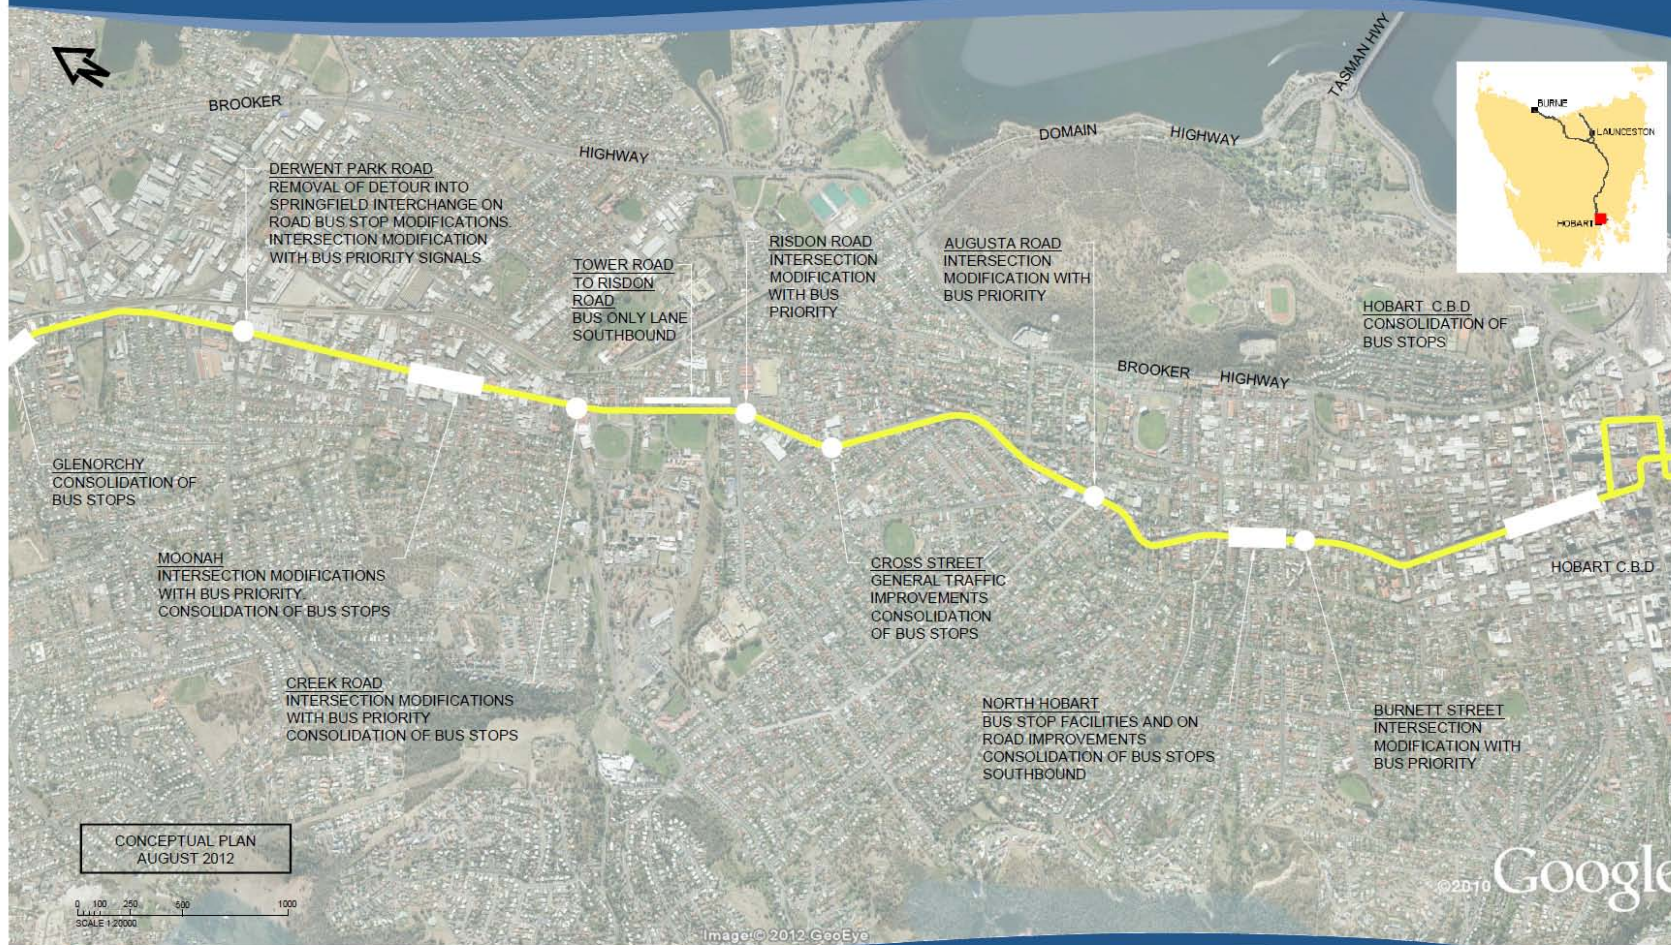 BROOKER
HIGHWAY
DOMAIN
HIGHWAY
TASMAN HWY
BURNIE
LAUNCESTON
HOBART
DERWENT PARK ROAD
REMOVAL OF DETOUR INTO
SPRINGFIELD INTERCHANGE ON
ROAD BUS STOP MODIFICATIONS.
INTERSECTION MODIFICATION
WITH BUS PRIORITY SIGNALS
TOWER ROAD
TO RISDON
ROAD
BUS ONLY LANE
SOUTHBOUND
RISDON ROAD
INTERSECTION
MODIFICATION
WITH BUS
PRIORITY
AUGUSTA ROAD
INTERSECTION
MODIFICATION WITH
BUS PRIORITY
HOBART C.B.D
CONSOLIDATION OF
BUS STOPS
BROOKER
HIGHWAY
GLENORCHY
CONSOLIDATION OF
BUS STOPS
MOONAH
INTERSECTION MODIFICATIONS
WITH BUS PRIORITY.
CONSOLIDATION OF BUS STOPS
CROSS STREET
GENERAL TRAFFIC
IMPROVEMENTS
CONSOLIDATION
OF BUS STOPS
HOBART C.B.D
CREEK ROAD
INTERSECTION MODIFICATIONS
WITH BUS PRIORITY
CONSOLIDATION OF BUS STOPS
NORTH HOBART
BUS STOP FACILITIES AND ON
ROAD IMPROVEMENTS
CONSOLIDATION OF BUS STOPS
SOUTHBOUND
BURNETT STREET
INTERSECTION
MODIFICATION WITH
BUS PRIORITY
CONCEPTUAL PLAN
AUGUST 2012
0 100 250 500 1000
SCALE 1:20000
Image © 2012 GeoEye
©2010 Google